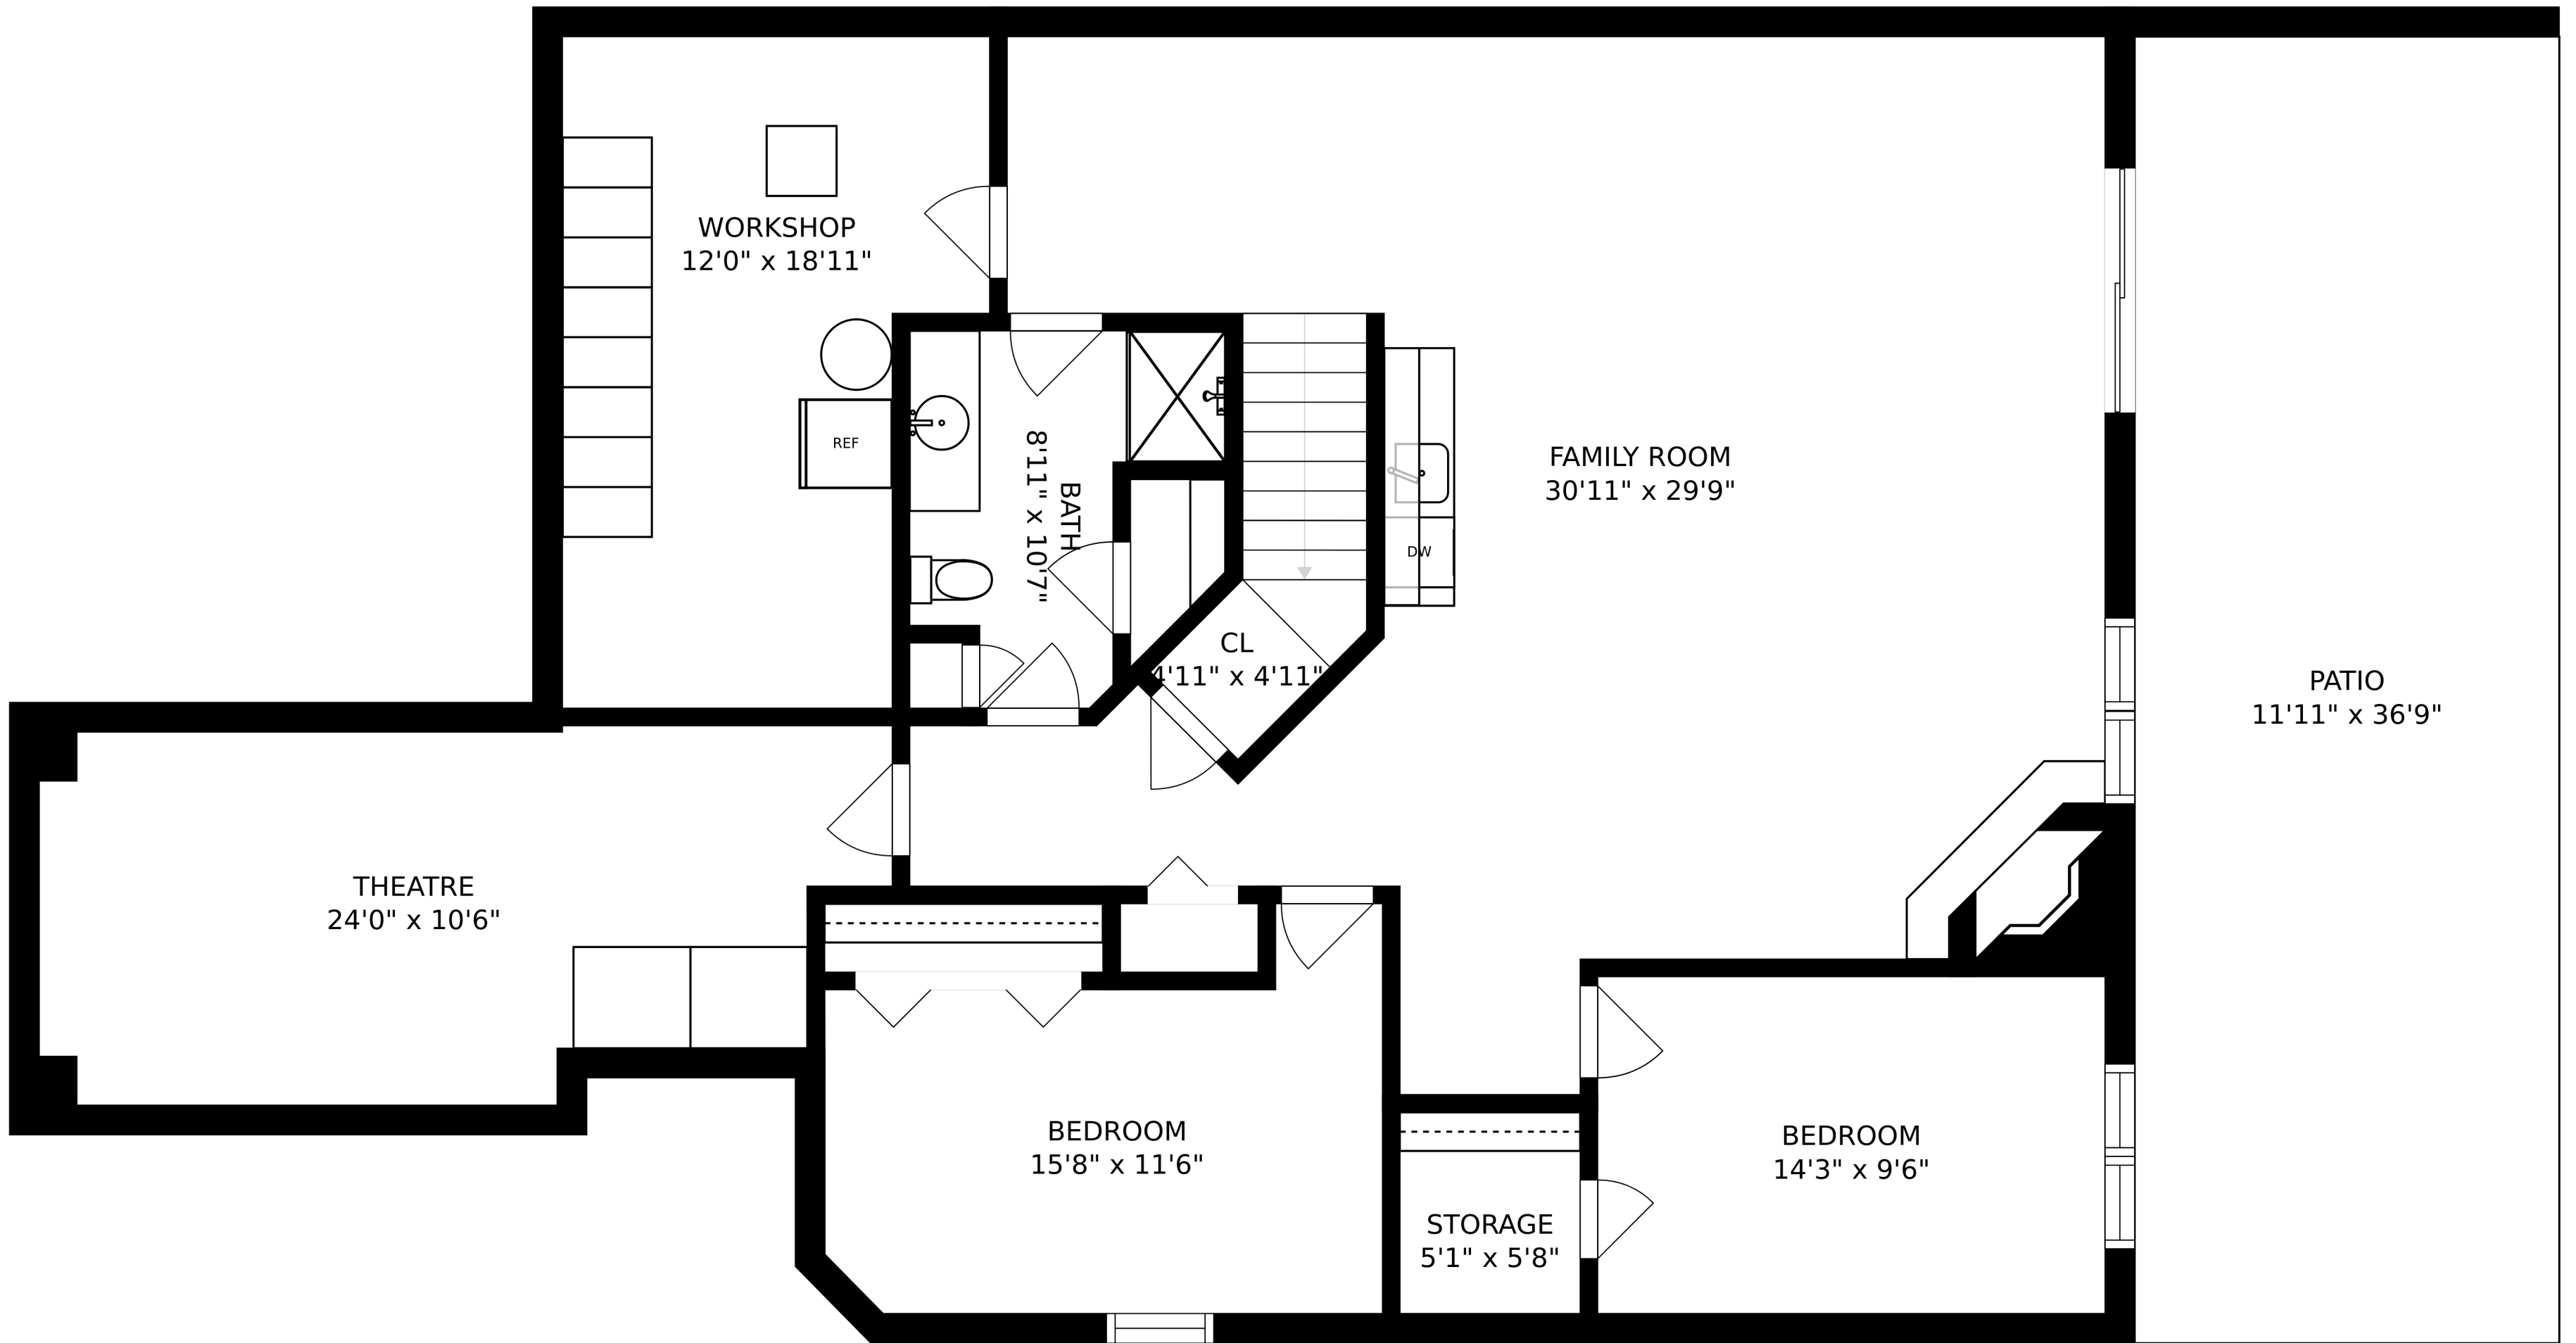 WORKSHOP
12'0" x 18'11"
REF
BATH
8'11" x 10'7"
CL
4'11" x 4'11"
DW
FAMILY ROOM
30'11" x 29'9"
PATIO
11'11" x 36'9"
THEATRE
24'0" x 10'6"
BEDROOM
15'8" x 11'6"
STORAGE
5'1" x 5'8"
BEDROOM
14'3" x 9'6"